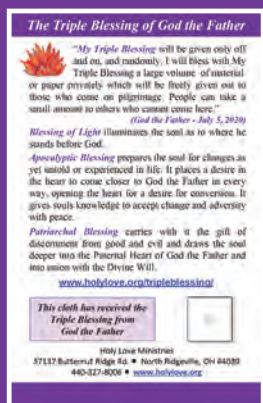 The Triple Blessing of God the Father
"My Triple Blessing will be given only off
and on, and randomly. I will bless with My
Triple Blessing a large volume of material
or paper privately which will be freely given out to
those who come on pilgrimage. People can take a
small amount to others who cannot come here."
(God the Father - July 5, 2020)
Blessing of Light illuminates the soul as to where he
stands before God.
Apocalyptic Blessing prepares the soul for changes as
yet untold or experienced in life. It places a desire in
the heart to come closer to God the Father in every
way, opening the heart for a desire for conversion. It
gives souls knowledge to accept change and adversity
with peace.
Patriarchal Blessing carries with it the gift of
discernment from good and evil and draws the soul
deeper into the Paternal Heart of God the Father and
into union with the Divine Will.
www.holylove.org/tripleblessing/
This cloth has received the
Triple Blessing from
God the Father
Holy Love Ministries
37137 Butternut Ridge Rd. • North Ridgeville, OH 44039
440-327-8006 • www.holylove.org